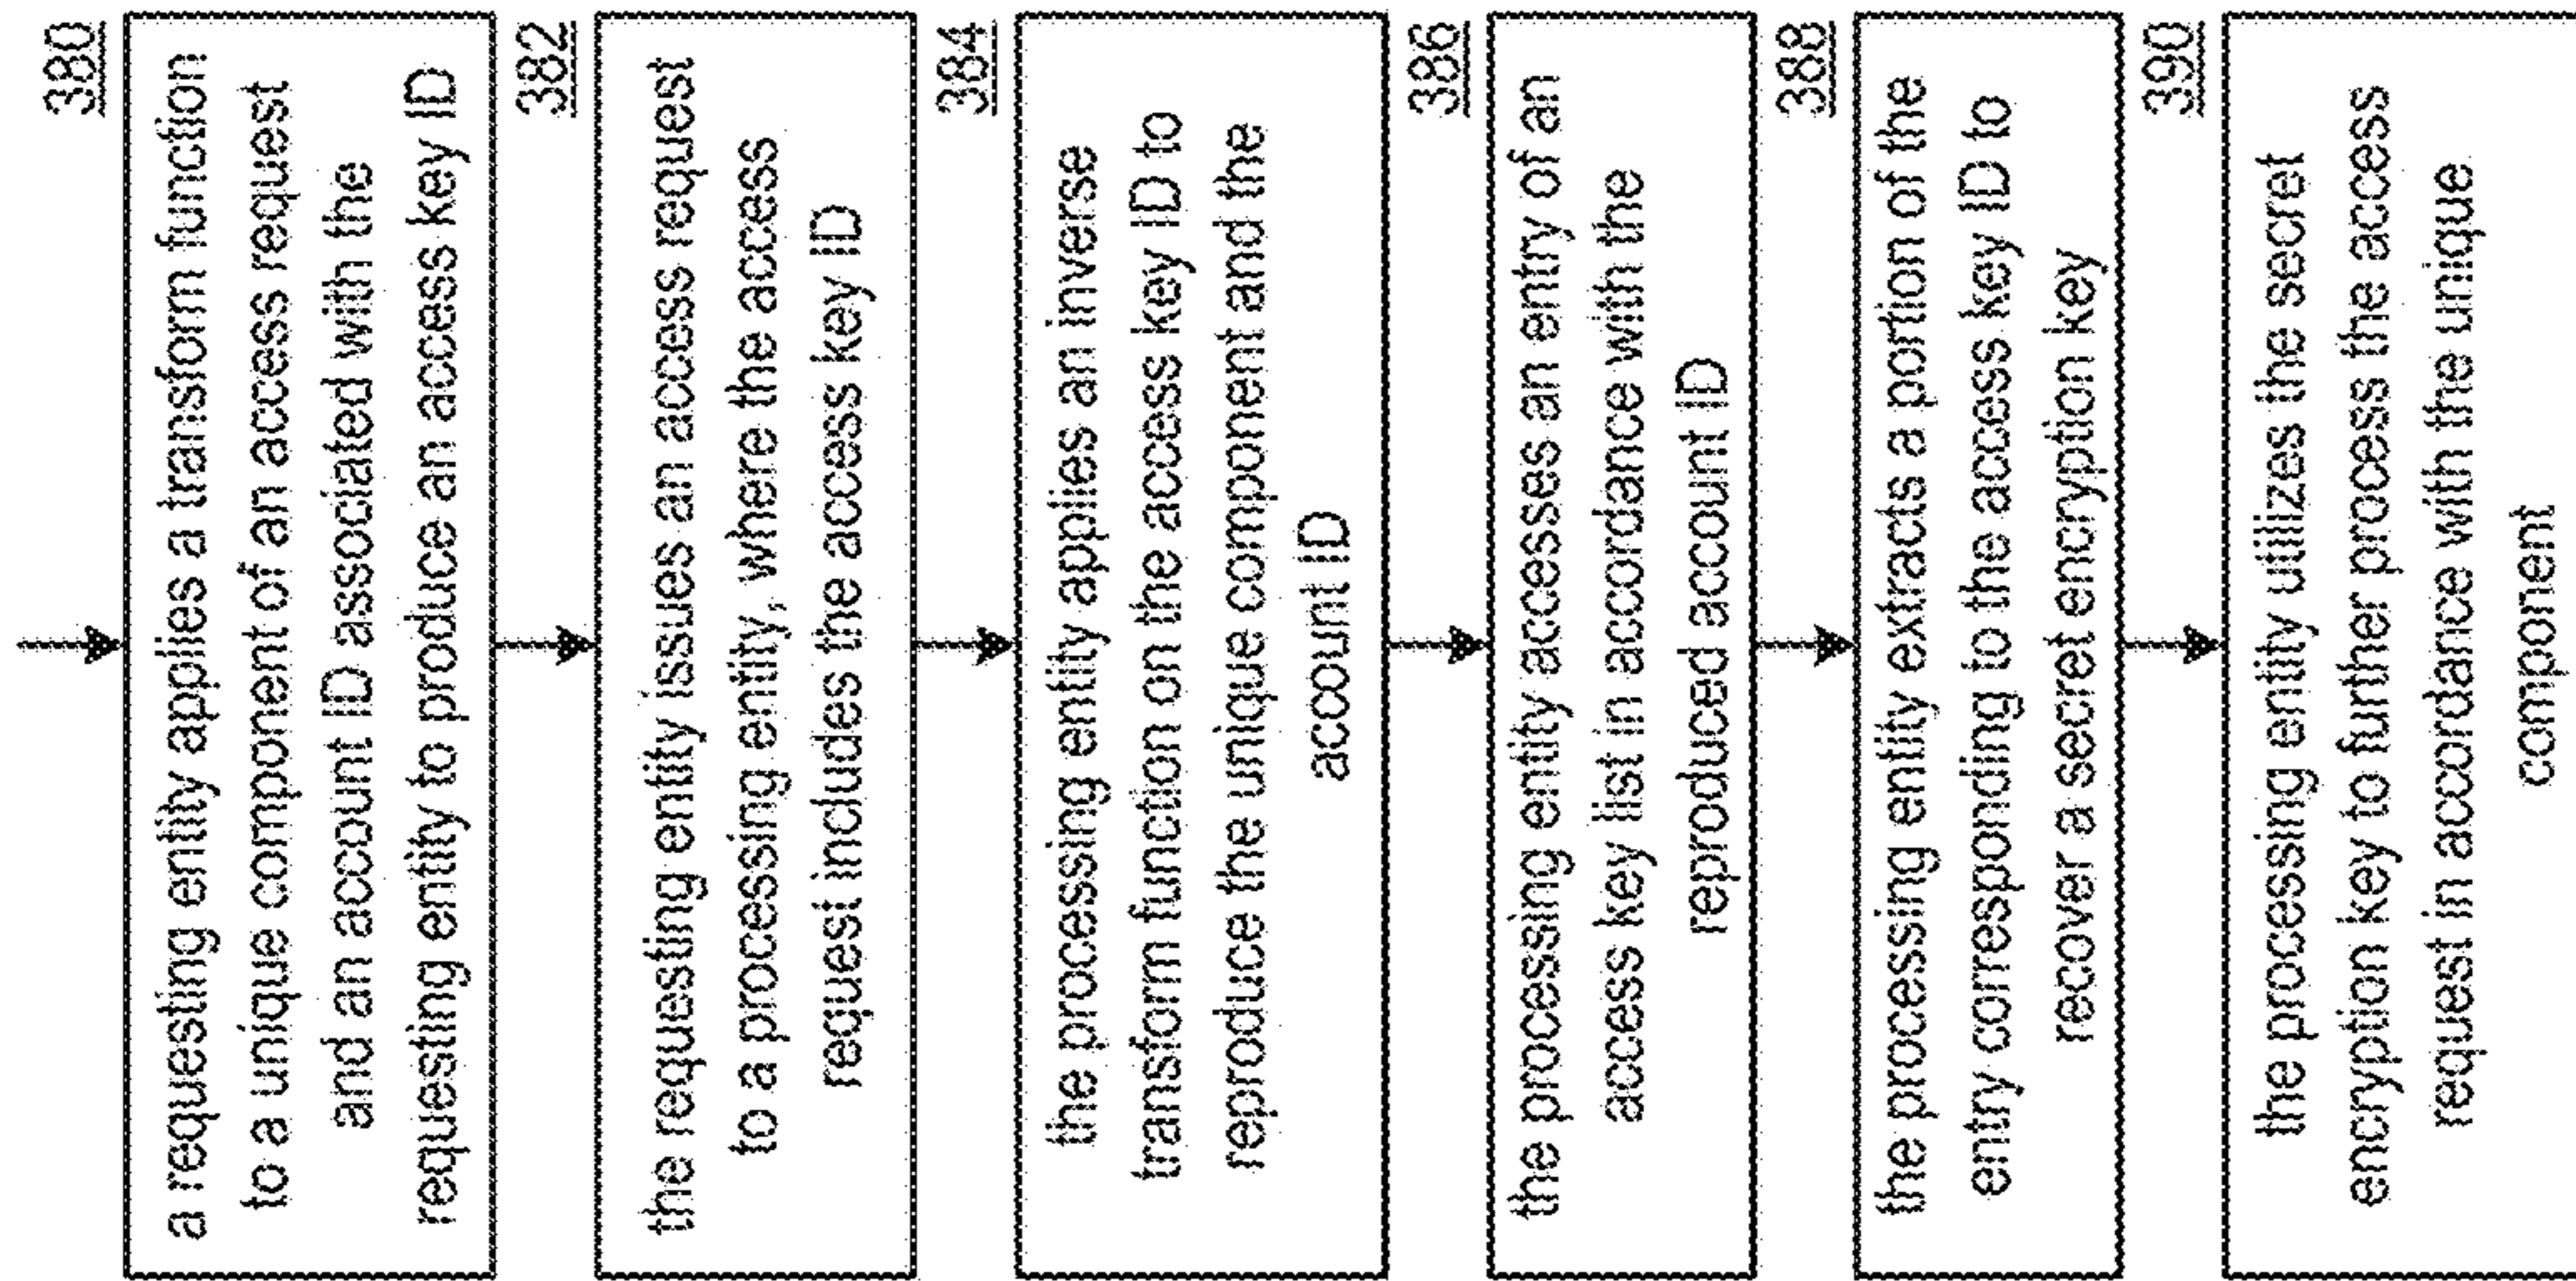 380
a requesting entity applies a transform function
to a unique component of an access request
and an account ID associated with the
requesting entity to produce an access key ID
382
the requesting entity issues an access request
to a processing entity, where the access
request includes the access key ID
384
the processing entity applies an inverse
transform function on the access key ID to
reproduce the unique component and the
account ID
386
the processing entity accesses an entry of an
access key list in accordance with the
reproduced account ID
388
the processing entity extracts a portion of the
entry corresponding to the access key ID to
recover a secret encryption key
390
the processing entity utilizes the secret
encryption key to further process the access
request in accordance with the unique
component